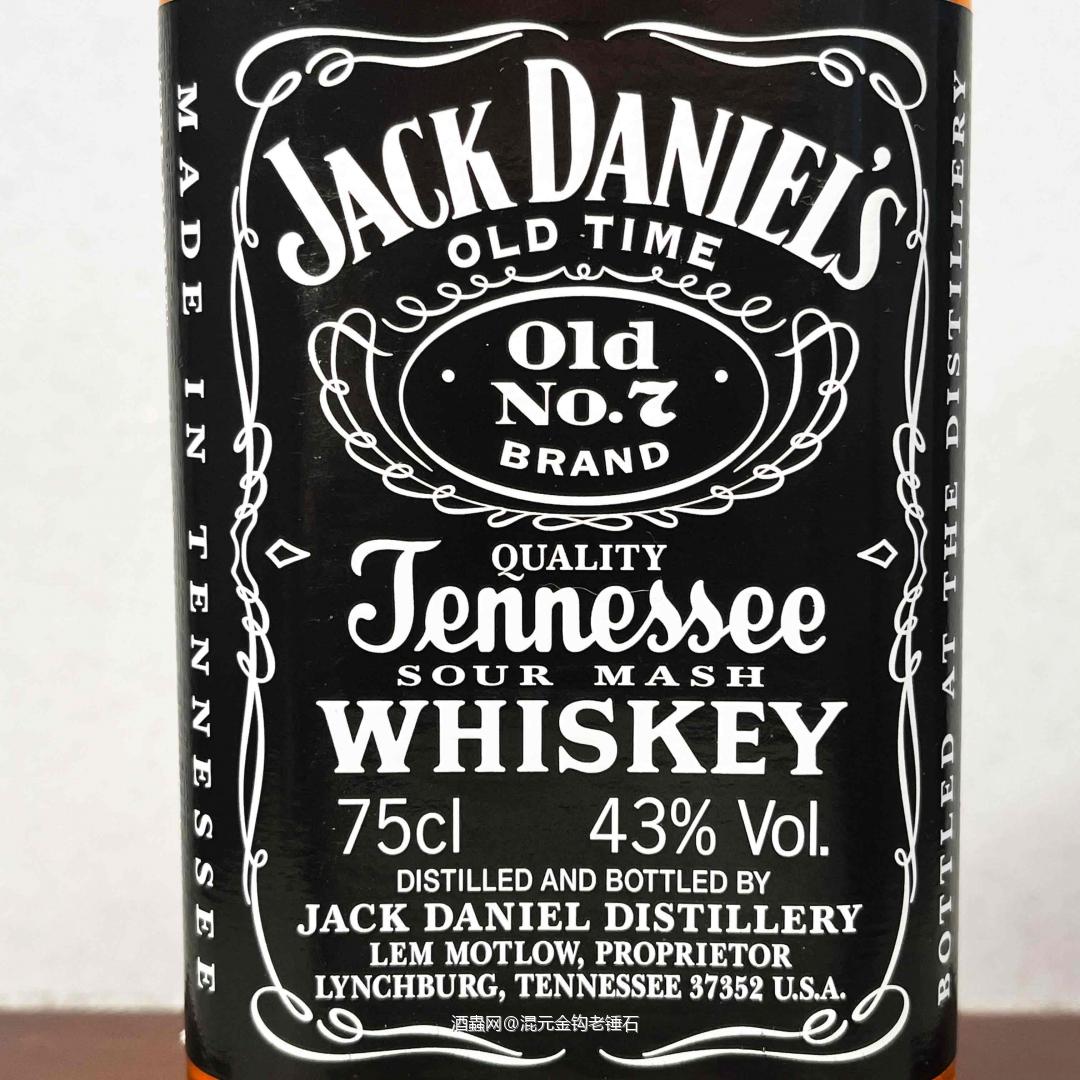 JACK DANIEL'S
OLD TIME
Old
No.7
BRAND
QUALITY
Tennessee
SOUR MASH
WHISKEY
75cl 43% Vol.
DISTILLED AND BOTTLED BY
JACK DANIEL DISTILLERY
LEM MOTLOW, PROPRIETOR
LYNCHBURG, TENNESSEE 37352 U.S.A.
MADE IN TENNESSEE
BOTTLED AT THE DISTILLERY
酒蟲网@混元金钩老锤石